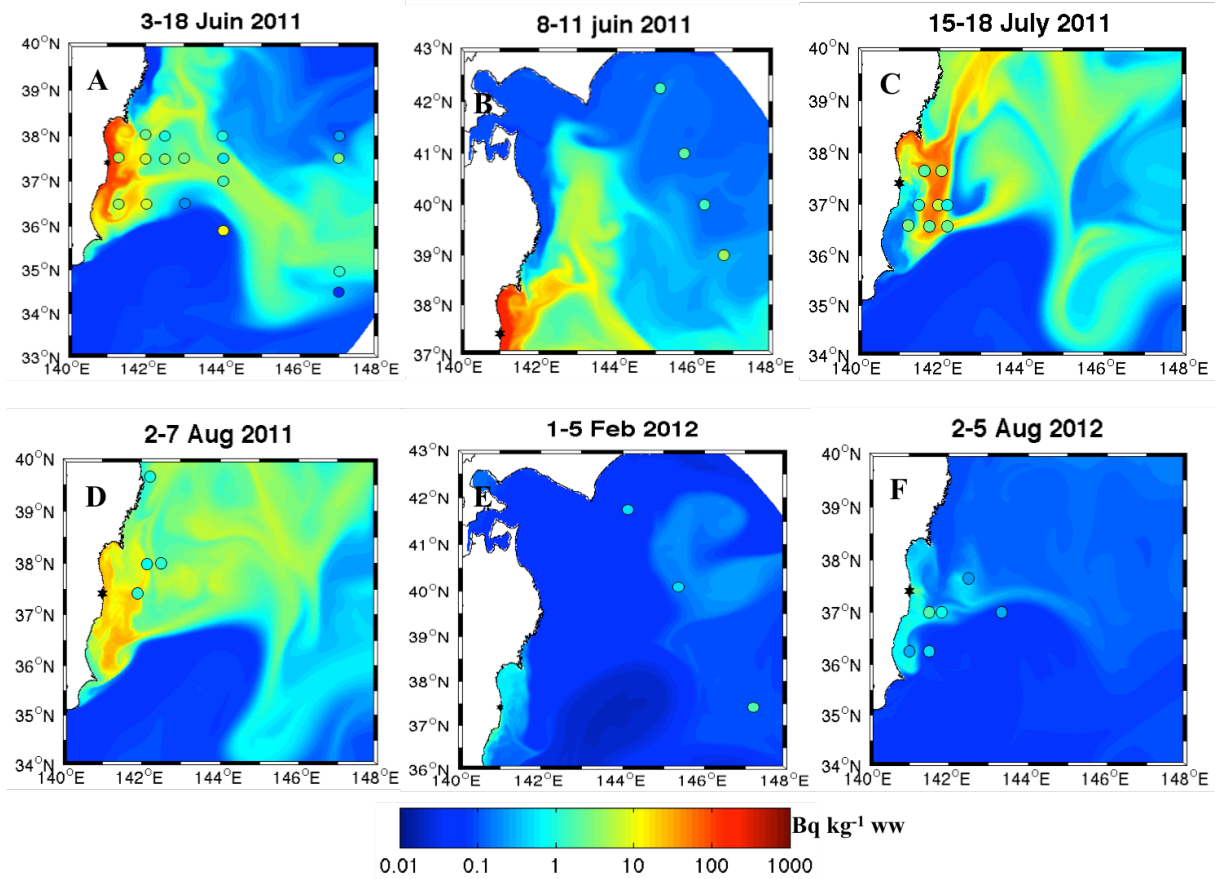 3-18 Juin 2011
8-11 juin 2011
15-18 July 2011
A
40°N
39°N
38°N
37°N
36°N
35°N
34°N
33°N
140°E
142°E
144°E
146°E
148°E
B
43°N
42°N
41°N
40°N
39°N
38°N
37°N
140°E
142°E
144°E
146°E
148°E
C
40°N
39°N
38°N
37°N
36°N
35°N
34°N
140°E
142°E
144°E
146°E
148°E
2-7 Aug 2011
1-5 Feb 2012
2-5 Aug 2012
D
40°N
39°N
38°N
37°N
36°N
35°N
34°N
140°E
142°E
144°E
146°E
148°E
E
43°N
42°N
41°N
40°N
39°N
38°N
37°N
36°N
140°E
142°E
144°E
146°E
148°E
F
40°N
39°N
38°N
37°N
36°N
35°N
34°N
140°E
142°E
144°E
146°E
148°E
Bq kg⁻¹ ww
0.01 0.1 1 10 100 1000